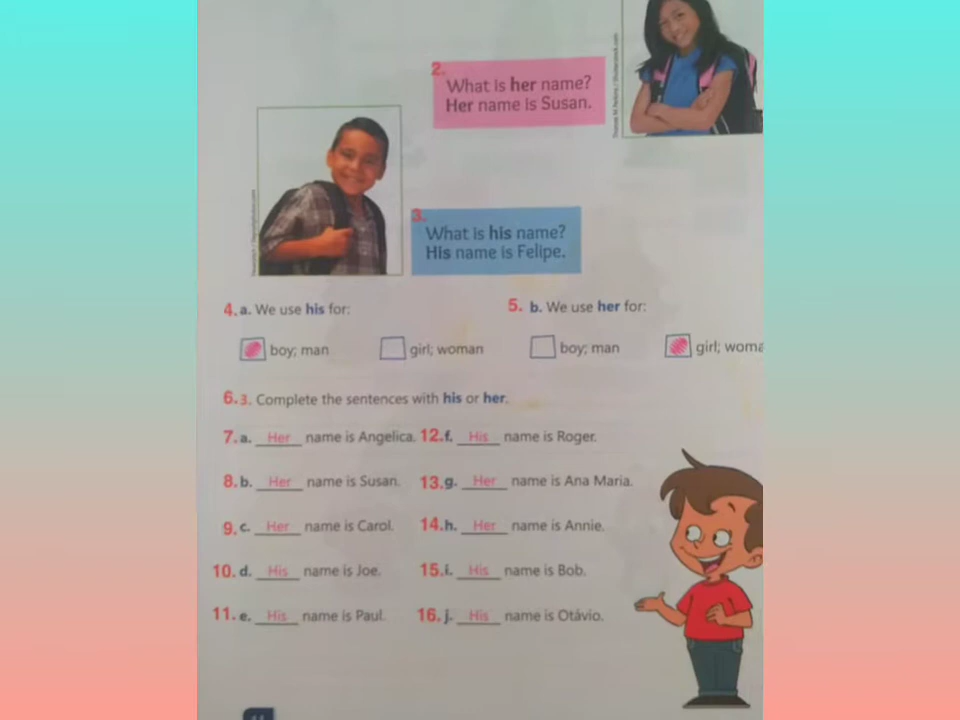 2.
What is her name?
Her name is Susan.
3.
What is his name?
His name is Felipe.
4. a. We use his for:
boy; man
girl; woman
5. b. We use her for:
boy; man
girl; woma
6. 3. Complete the sentences with his or her.
7. a. Her name is Angelica.
12. f. His name is Roger.
8. b. Her name is Susan.
13. g. Her name is Ana Maria.
9. c. Her name is Carol.
14. h. Her name is Annie.
10. d. His name is Joe.
15. i. His name is Bob.
11. e. His name is Paul.
16. j. His name is Otávio.